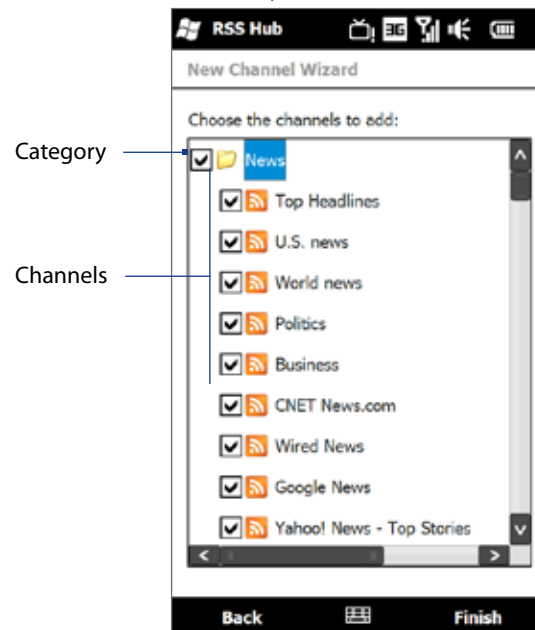 RSS Hub
3G
New Channel Wizard
Choose the channels to add:
Category
News
Top Headlines
U.S. news
Channels
World news
Politics
Business
CNET News.com
Wired News
Google News
Yahoo! News - Top Stories
Back
Finish